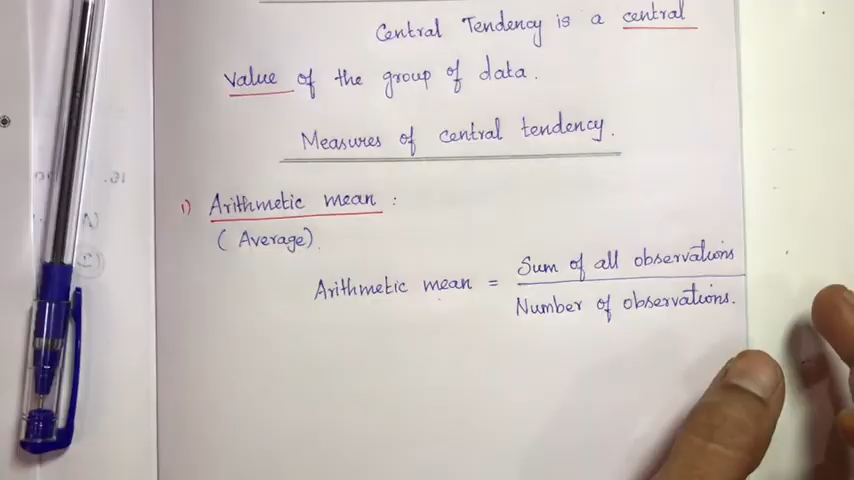 Central Tendency is a central
value of the group of data.
Measures of central tendency.
1) Arithmetic mean :
( Average).
Arithmetic mean = Sum of all observations
Number of observations.